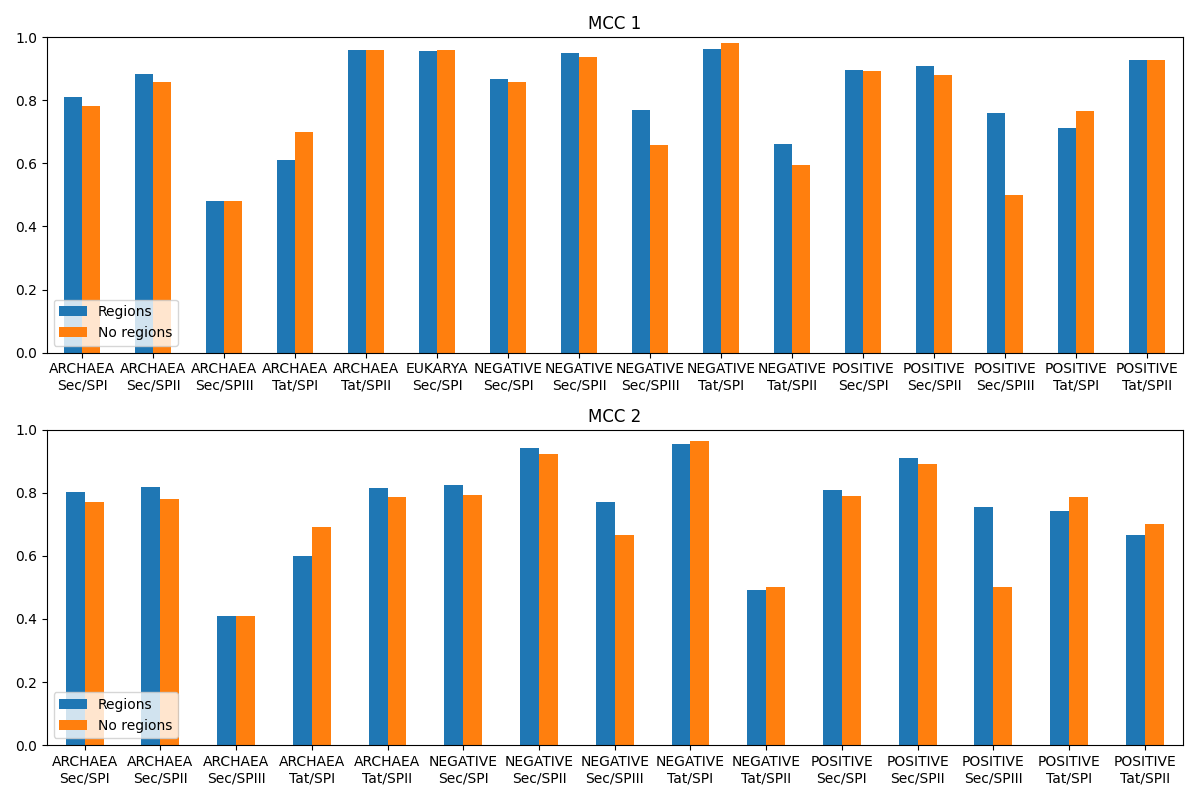 MCC 1
1.0
0.8
0.6
0.4
0.2
0.0
Regions
No regions
ARCHAEA ARCHAEA ARCHAEA ARCHAEA ARCHAEA EUKARYA NEGATIVE NEGATIVE NEGATIVE NEGATIVE NEGATIVE POSITIVE POSITIVE POSITIVE POSITIVE POSITIVE
Sec/SPI Sec/SPII Sec/SPIII Tat/SPI Tat/SPII Sec/SPI Sec/SPI Sec/SPII Sec/SPIII Tat/SPI Tat/SPII Sec/SPI Sec/SPII Sec/SPIII Tat/SPI Tat/SPII
MCC 2
1.0
0.8
0.6
0.4
0.2
0.0
Regions
No regions
ARCHAEA ARCHAEA ARCHAEA ARCHAEA ARCHAEA NEGATIVE NEGATIVE NEGATIVE NEGATIVE NEGATIVE POSITIVE POSITIVE POSITIVE POSITIVE POSITIVE
Sec/SPI Sec/SPII Sec/SPIII Tat/SPI Tat/SPII Sec/SPI Sec/SPII Sec/SPIII Tat/SPI Tat/SPII Sec/SPI Sec/SPII Sec/SPIII Tat/SPI Tat/SPII